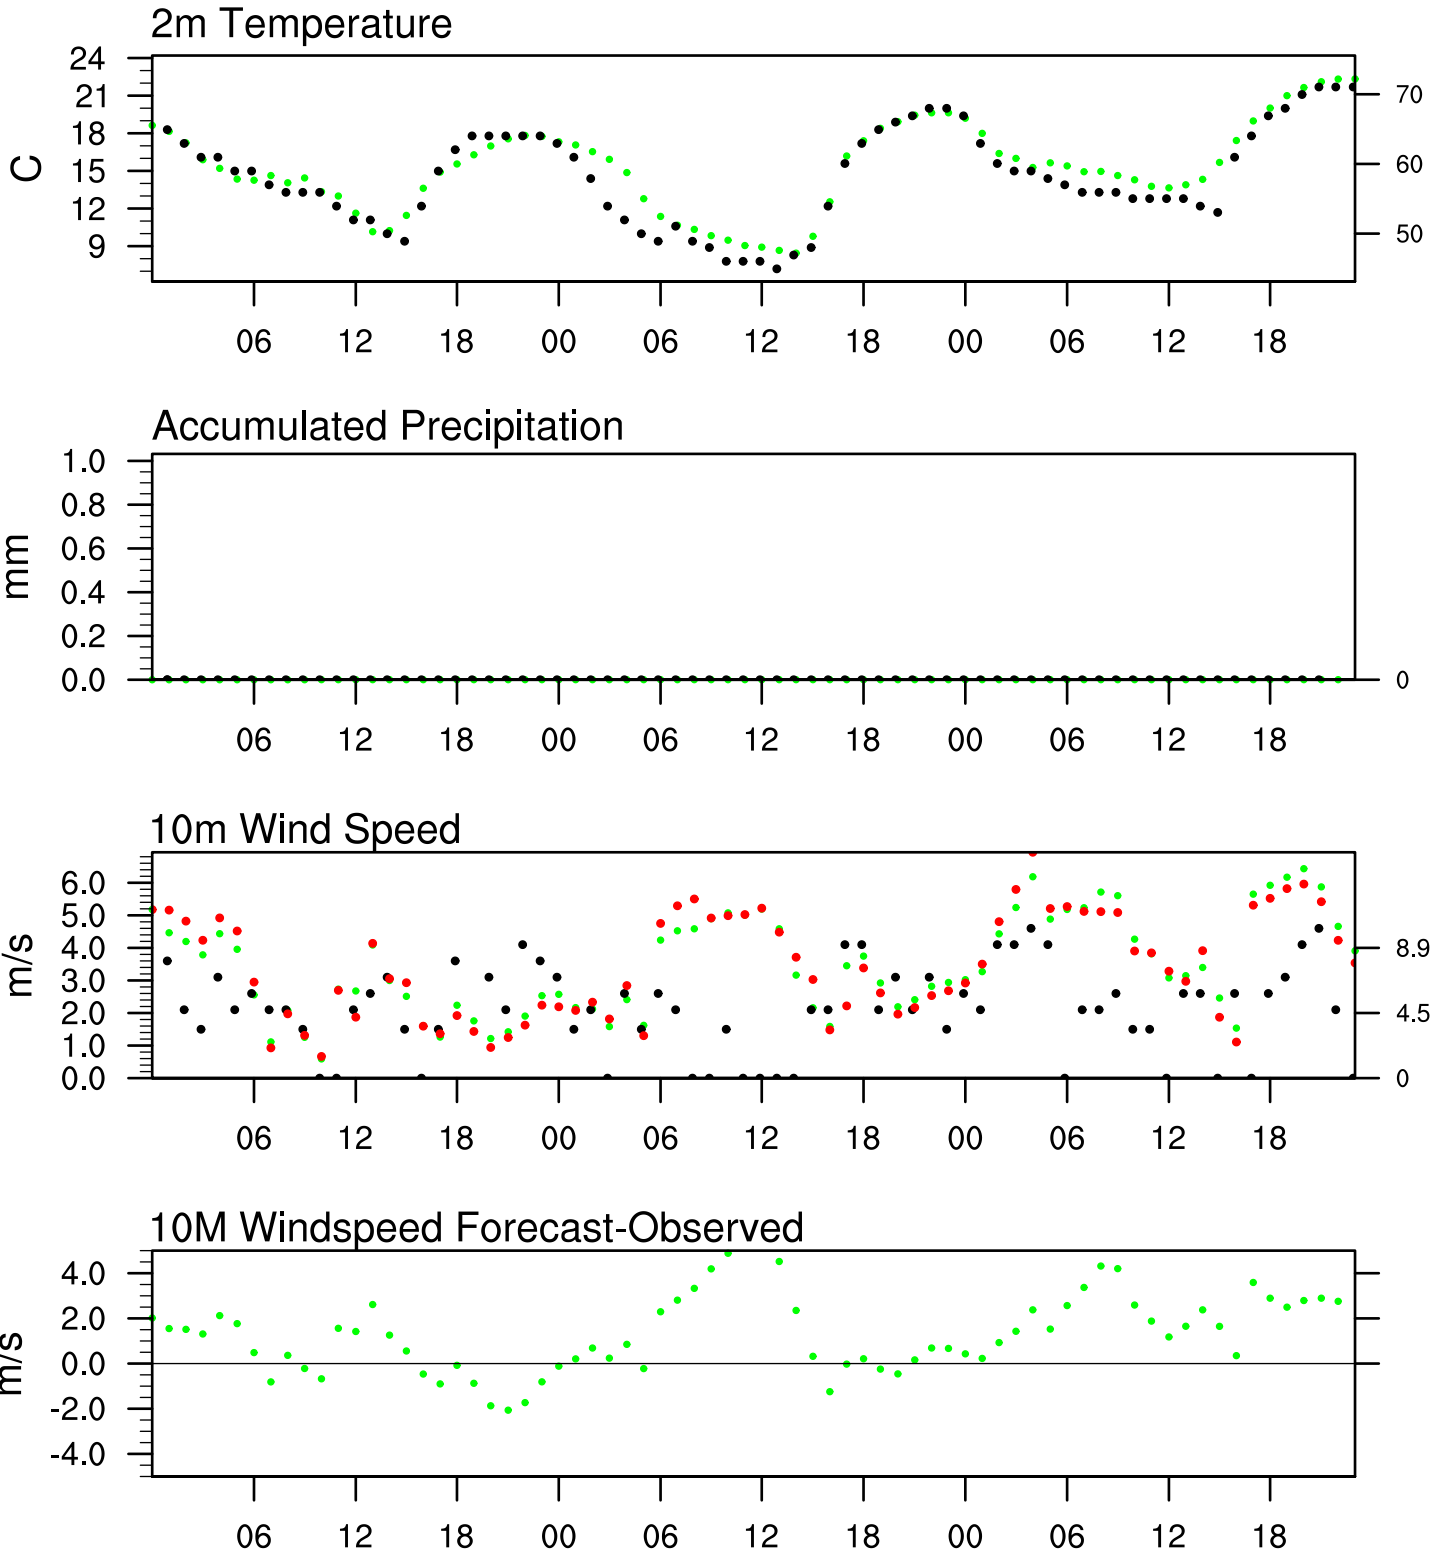 2m Temperature
24
21
18
15
12
9
C
70
60
50
06 12 18 00 06 12 18 00 06 12 18
Accumulated Precipitation
1.0
0.8
0.6
0.4
0.2
0.0
mm
0
06 12 18 00 06 12 18 00 06 12 18
10m Wind Speed
6.0
5.0
4.0
3.0
2.0
1.0
0.0
m/s
8.9
4.5
0
06 12 18 00 06 12 18 00 06 12 18
10M Windspeed Forecast-Observed
4.0
2.0
0.0
-2.0
-4.0
m/s
06 12 18 00 06 12 18 00 06 12 18